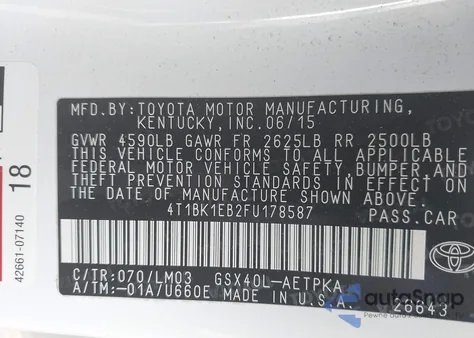 MFD.BY:TOYOTA MOTOR MANUFACTURING,
KENTUCKY,INC.06/15
GVWR 4590LB GAWR FR 2625LB RR 2500LB
THIS VEHICLE CONFORMS TO ALL APPLICABLE
FEDERAL MOTOR VEHICLE SAFETY, BUMPER, AND
THEFT PREVENTION STANDARDS IN EFFECT ON
THE DATE OF MANUFACTURE SHOWN ABOVE.
4T1BK1EB2FU178587 PASS.CAR
C/TR:070/LM03 GSX40L-AETPKA
A/TM:-01A/U660E MADE IN U.S.A.
TOYOTA
42661-07140
18
autoSnap